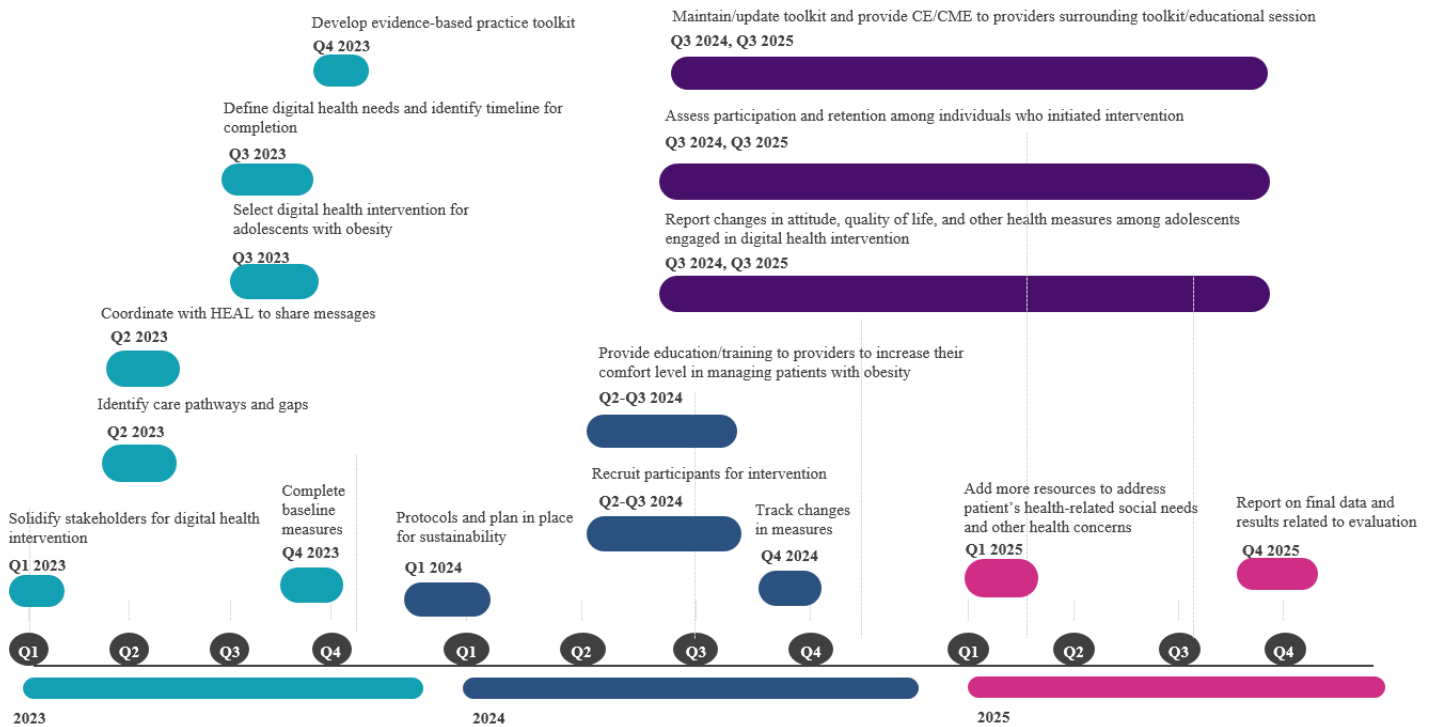 Develop evidence-based practice toolkit
Q4 2023
Maintain/update toolkit and provide CE/CME to providers surrounding toolkit/educational session
Q3 2024, Q3 2025
Define digital health needs and identify timeline for
completion
Q3 2023
Assess participation and retention among individuals who initiated intervention
Q3 2024, Q3 2025
Select digital health intervention for
adolescents with obesity
Q3 2023
Report changes in attitude, quality of life, and other health measures among adolescents
engaged in digital health intervention
Q3 2024, Q3 2025
Coordinate with HEAL to share messages
Q2 2023
Provide education/training to providers to increase their
comfort level in managing patients with obesity
Q2-Q3 2024
Identify care pathways and gaps
Q2 2023
Recruit participants for intervention
Q2-Q3 2024
Solidify stakeholders for digital health
intervention
Q1 2023
Complete
baseline
measures
Q4 2023
Protocols and plan in place
for sustainability
Q1 2024
Track changes
in measures
Q4 2024
Add more resources to address
patient's health-related social needs
and other health concerns
Q1 2025
Report on final data and
results related to evaluation
Q4 2025
Q1 Q2 Q3 Q4 Q1 Q2 Q3 Q4 Q1 Q2 Q3 Q4
2023 2024 2025